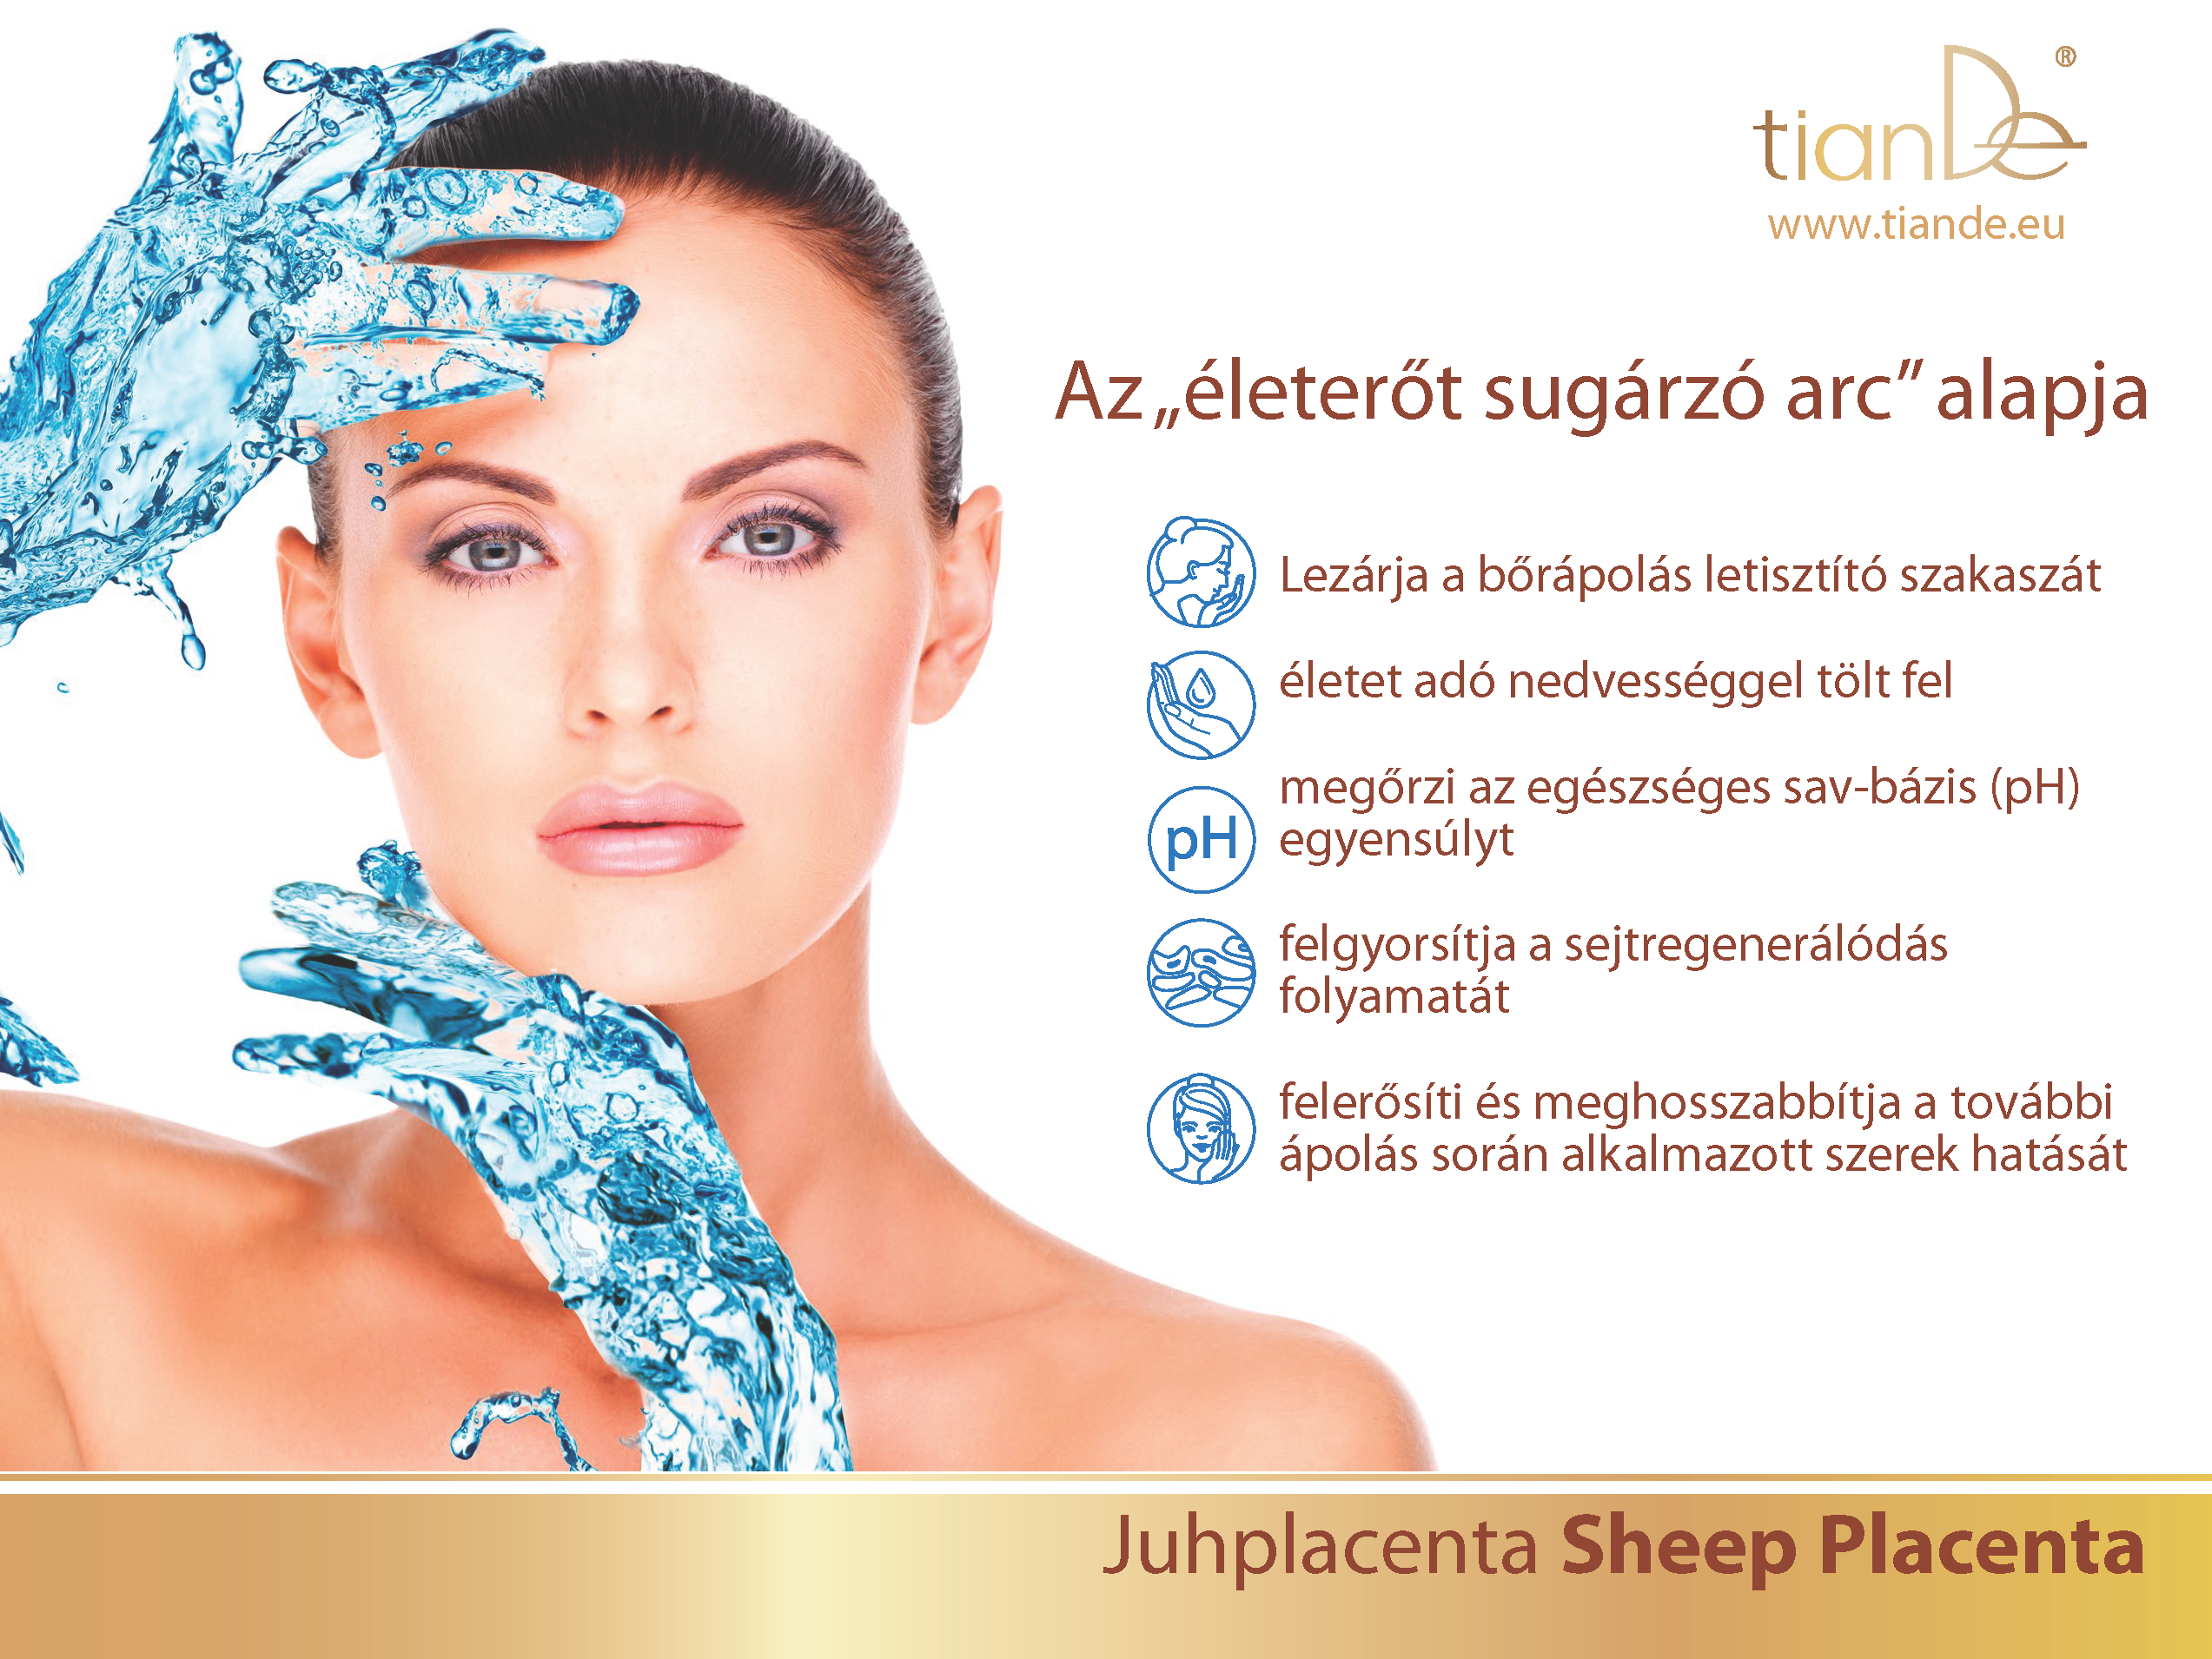 tianDe®
www.tiande.eu
Az „életerőt sugárzó arc” alapja
Lezárja a bőrápolás letisztító szakaszát
életet adó nedvességgel tölt fel
pH
megőrzi az egészséges sav-bázis (pH)
egyensúlyt
felgyorsítja a sejtregenerálódás
folyamatát
felerősíti és meghosszabbítja a további
ápolás során alkalmazott szerek hatását
Juhplacenta Sheep Placenta